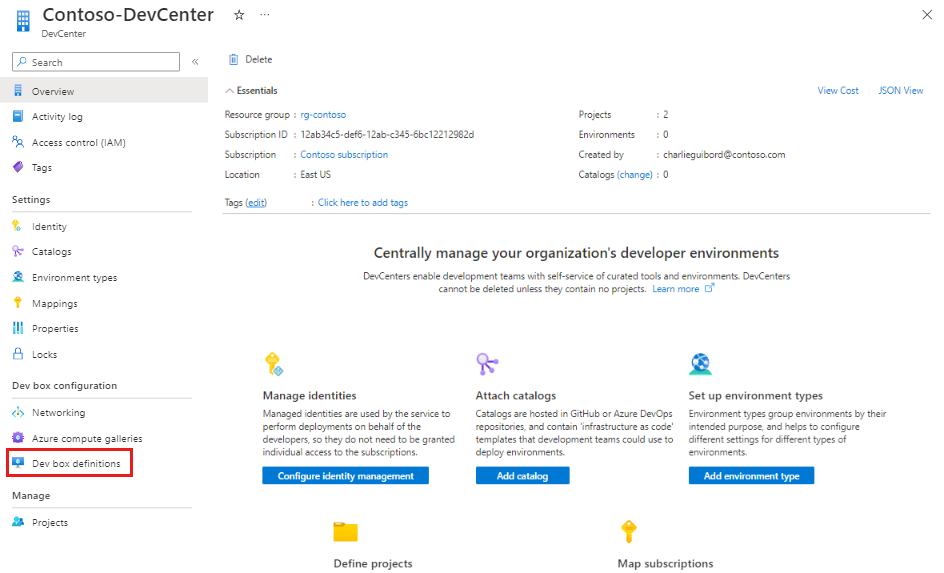 Contoso-DevCenter
DevCenter
Search
Overview
Activity log
Access control (IAM)
Tags
Settings
Identity
Catalogs
Environment types
Mappings
Properties
Locks
Dev box configuration
Networking
Azure compute galleries
Dev box definitions
Manage
Projects
Delete
Essentials
View Cost JSON View
Resource group : rg-contoso
Subscription ID : 12ab34c5-def6-12ab-c345-6bc12212982d
Subscription : Contoso subscription
Location : East US
Projects : 2
Environments : 0
Created by : charlieguibord@contoso.com
Catalogs (change) : 0
Tags (edit) : Click here to add tags
Centrally manage your organization's developer environments
DevCenters enable development teams with self-service of curated tools and environments. DevCenters
cannot be deleted unless they contain no projects. Learn more
Manage identities
Managed identities are used by the service to
perform deployments on behalf of the
developers, so they do not need to be granted
individual access to the subscriptions.
Configure identity management
Attach catalogs
Catalogs are hosted in GitHub or Azure DevOps
repositories, and contain 'infrastructure as code'
templates that development teams could use to
deploy environments.
Add catalog
Set up environment types
Environment types group environments by their
intended purpose, and helps to configure
different settings for different types of
environments.
Add environment type
Define projects
Map subscriptions